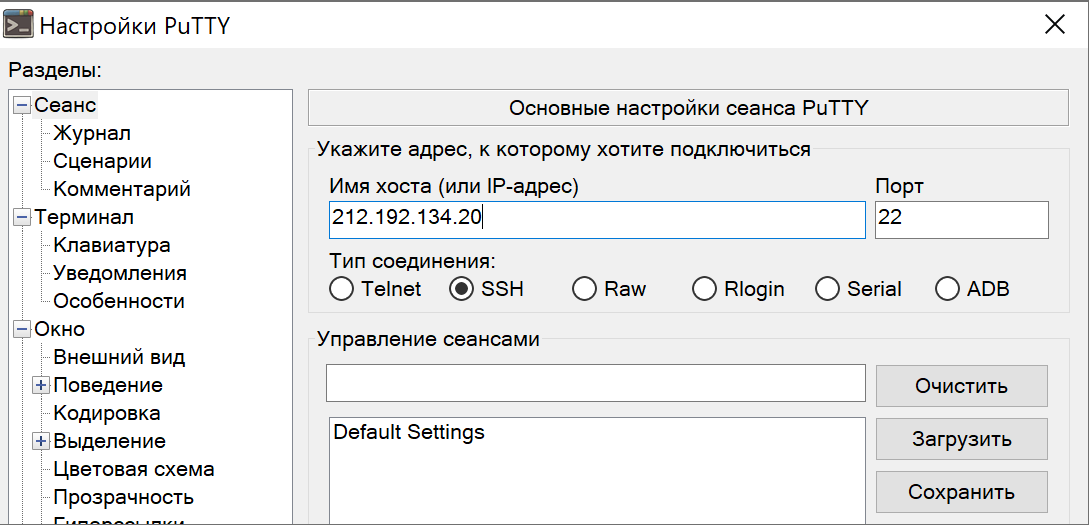 Настройки PuTTY
Разделы:
Сеанс
Журнал
Сценарии
Комментарий
Терминал
Клавиатура
Уведомления
Особенности
Окно
Внешний вид
Поведение
Кодировка
Выделение
Цветовая схема
Прозрачность
Гиперссылки
Основные настройки сеанса PuTTY
Укажите адрес, к которому хотите подключиться
Имя хоста (или IP-адрес) Порт
212.192.134.20 22
Тип соединения:
Telnet SSH Raw Rlogin Serial ADB
Управление сеансами
Очистить
Default Settings
Загрузить
Сохранить